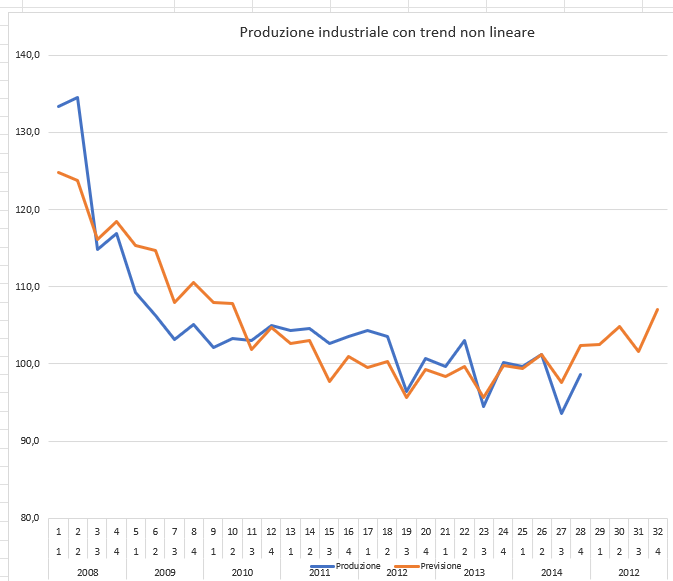 Produzione industriale con trend non lineare
140,0
130,0
120,0
110,0
100,0
90,0
80,0
1 2 3 4 5 6 7 8 9 10 11 12 13 14 15 16 17 18 19 20 21 22 23 24 25 26 27 28 29 30 31 32
1 2 3 4 1 2 3 4 1 2 3 4 1 2 3 4 1 2 3 4 1 2 3 4 1 2 3 4 1 2 3 4
Produzione Previsione
2008 2009 2010 2011 2012 2013 2014 2012